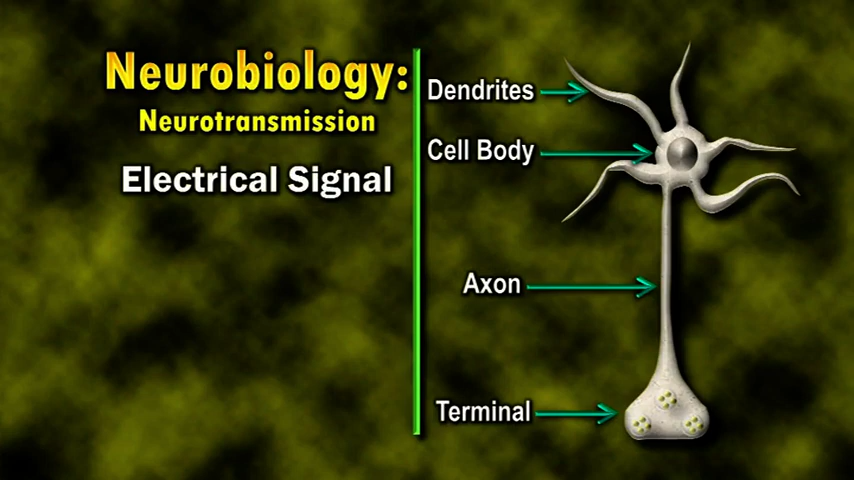 Neurobiology:
Neurotransmission
Electrical Signal
Dendrites
Cell Body
Axon
Terminal